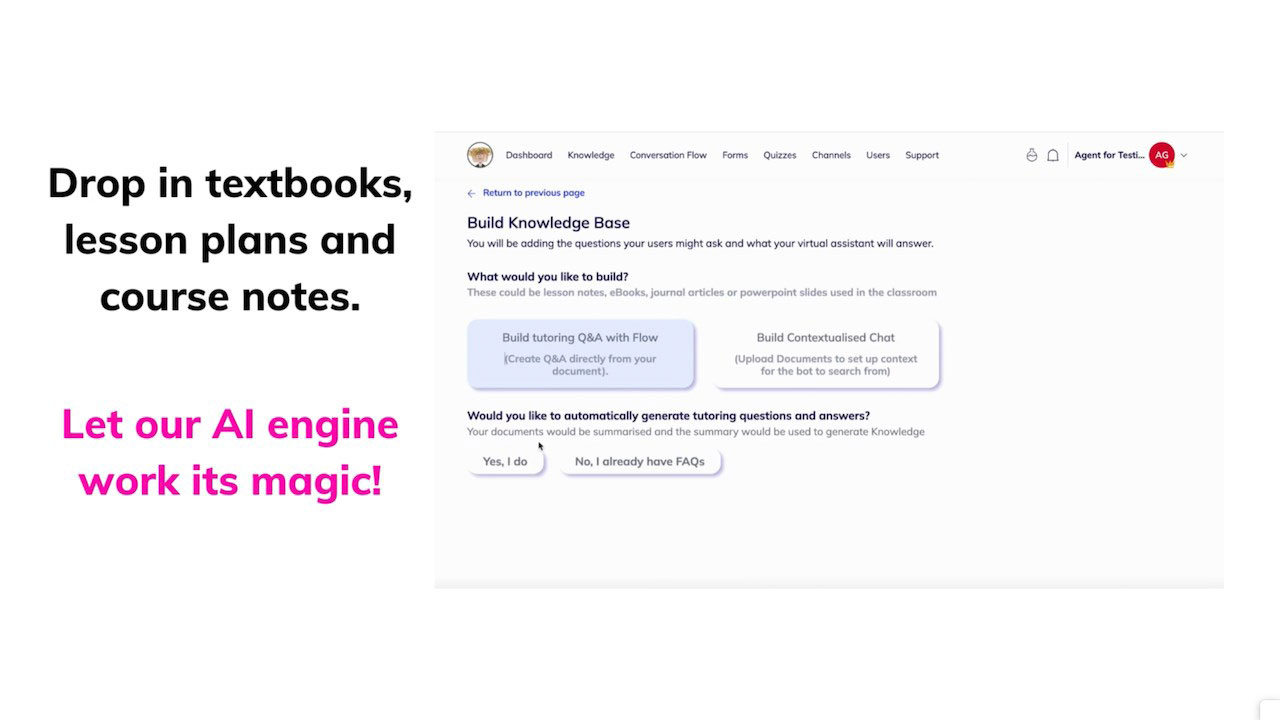 Drop in textbooks,
lesson plans and
course notes.
Let our AI engine
work its magic!
Dashboard Knowledge Conversation Flow Forms Quizzes Channels Users Support Agent for Testi... AG
Return to previous page
Build Knowledge Base
You will be adding the questions your users might ask and what your virtual assistant will answer.
What would you like to build?
These could be lesson notes, eBooks, journal articles or powerpoint slides used in the classroom
Build tutoring Q&A with Flow
(Create Q&A directly from your
document).
Build Contextualised Chat
(Upload Documents to set up context
for the bot to search from)
Would you like to automatically generate tutoring questions and answers?
Your documents would be summarised and the summary would be used to generate Knowledge
Yes, I do No, I already have FAQs